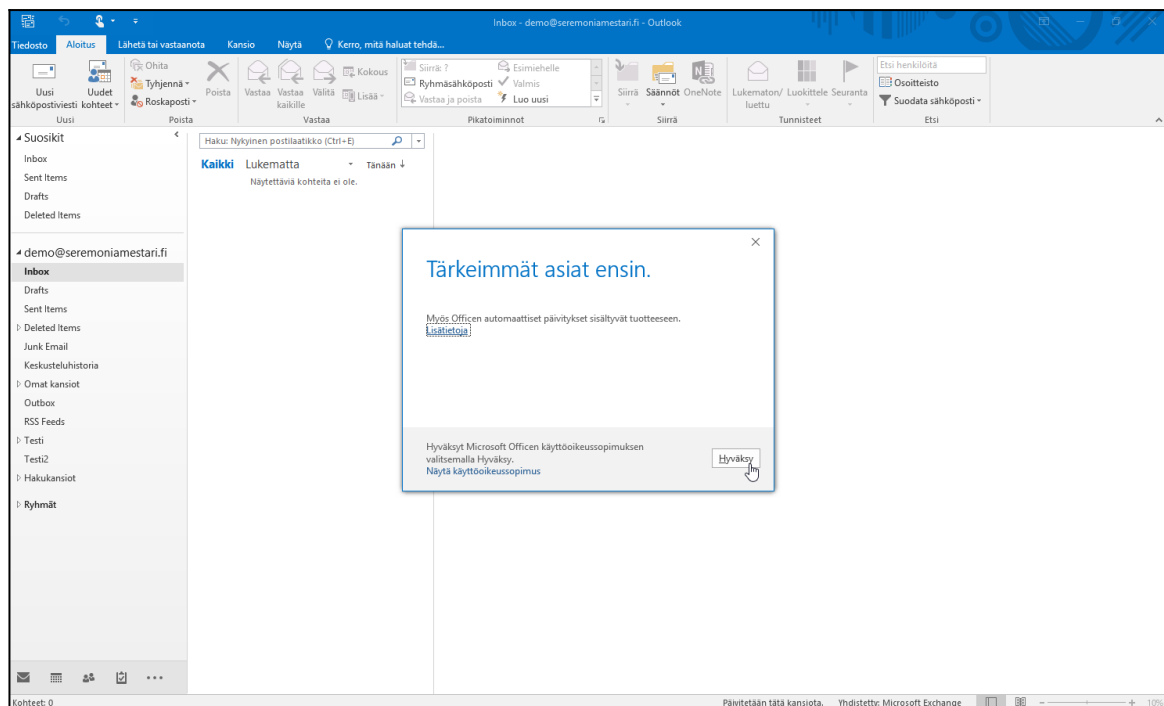 Inbox - demo@seremoniamestari.fi - Outlook
Tiedosto Aloitus Lähetä tai vastaanota Kansio Näytä Kerro, mitä haluat tehdä...
Uusi sähköpostiviesti
Uudet kohteet
Ohita
Tyhjennä
Roskaposti
Poista
Vastaa
Vastaa kaikille
Välitä
Kokous
Lisää
Siirrä: ?
Ryhmäsähköposti
Vastaa ja poista
Esimiehelle
Valmis
Luo uusi
Siirrä
Säännöt
OneNote
Lukematon/ luettu
Luokittele
Seuranta
Etsi henkilöitä
Osoitteisto
Suodata sähköposti
Uusi Poista Vastaa Pikatoiminnot Siirrä Tunnisteet Etsi
Suosikit
Inbox
Sent Items
Drafts
Deleted Items
demo@seremoniamestari.fi
Inbox
Drafts
Sent Items
Deleted Items
Junk Email
Keskusteluhistoria
Omat kansiot
Outbox
RSS Feeds
Testi
Testi2
Hakukansiot
Ryhmät
Haku: Nykyinen postilaatikko (Ctrl+E)
Kaikki Lukematta Tänään
Näytettäviä kohteita ei ole.
Tärkeimmät asiat ensin.
Myös Officen automaattiset päivitykset sisältyvät tuotteeseen.
Lisätietoja
Hyväksyt Microsoft Officen käyttöoikeussopimuksen
valitsemalla Hyväksy.
Näytä käyttöoikeussopimus
Hyväksy
Kohteet: 0
Päivitetään tätä kansiota. Yhdistetty: Microsoft Exchange 10%